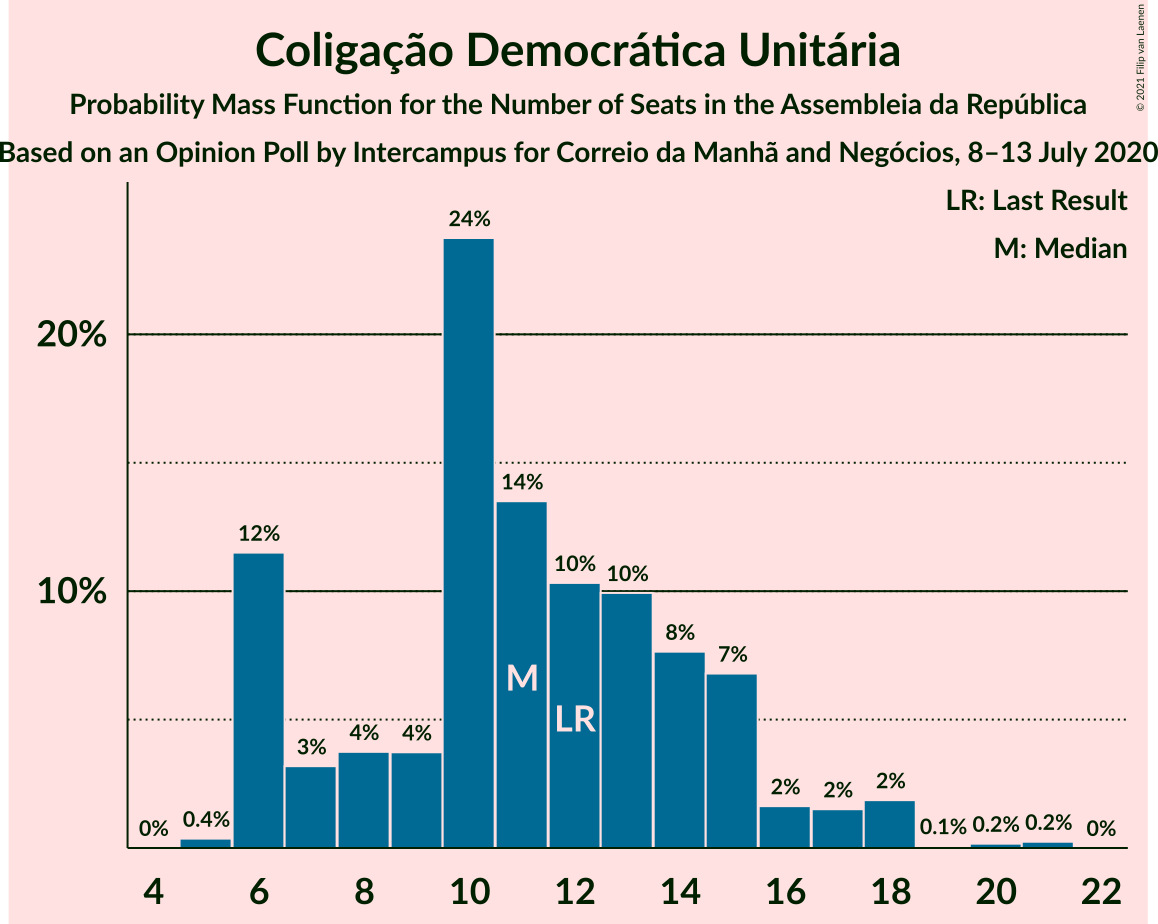 Coligação Democrática Unitária
Probability Mass Function for the Number of Seats in the Assembleia da República
Based on an Opinion Poll by Intercampus for Correio da Manhã and Negócios, 8–13 July 2020
© 2021 Filip van Laenen
LR: Last Result
M: Median
20%
10%
0% 0.4% 12% 3% 4% 4% 24% 14% 10% 10% 8% 7% 2% 2% 2% 0.1% 0.2% 0.2% 0%
M
LR
4 6 8 10 12 14 16 18 20 22